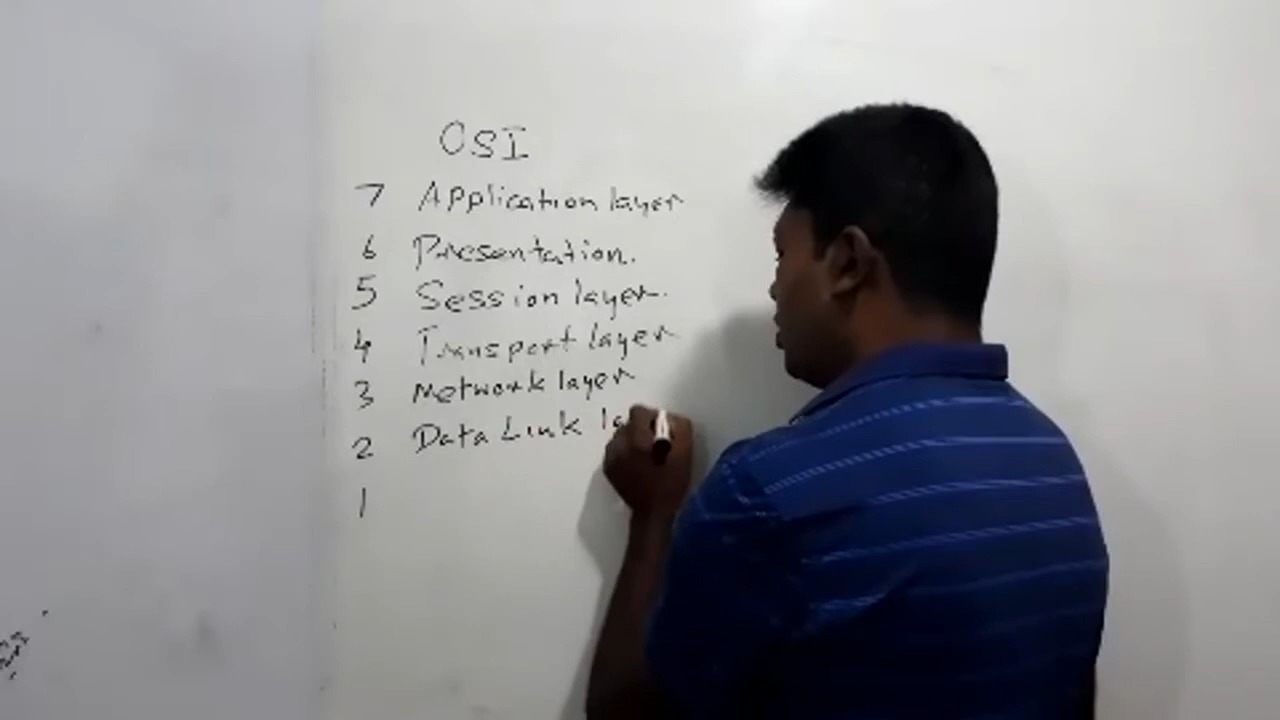 OSI
7 Application layer
6 Presentation.
5 Session layer.
4 Transport layer
3 Network layer
2 Data Link la
1